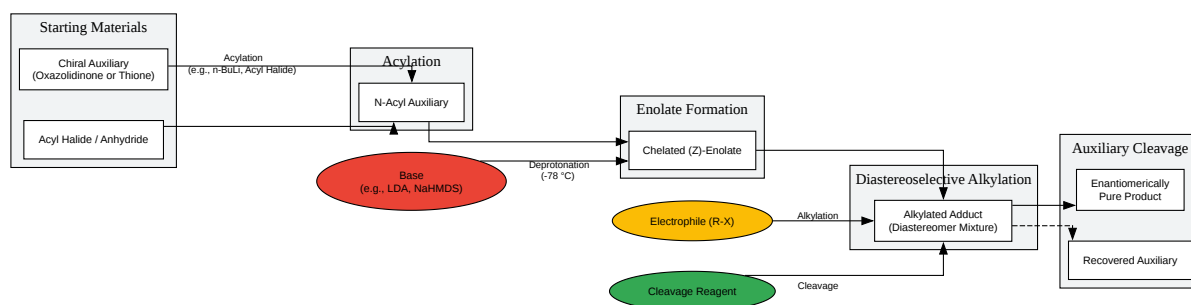 Starting Materials
Chiral Auxiliary
(Oxazolidinone or Thione)
Acyl Halide / Anhydride
Acylation
(e.g., n-BuLi, Acyl Halide)
Acylation
N-Acyl Auxiliary
Base
(e.g., LDA, NaHMDS)
Deprotonation
(-78 °C)
Enolate Formation
Chelated (Z)-Enolate
Electrophile (R-X)
Alkylation
Cleavage Reagent
Cleavage
Diastereoselective Alkylation
Alkylated Adduct
(Diastereomer Mixture)
Auxiliary Cleavage
Enantiomerically
Pure Product
Recovered Auxiliary